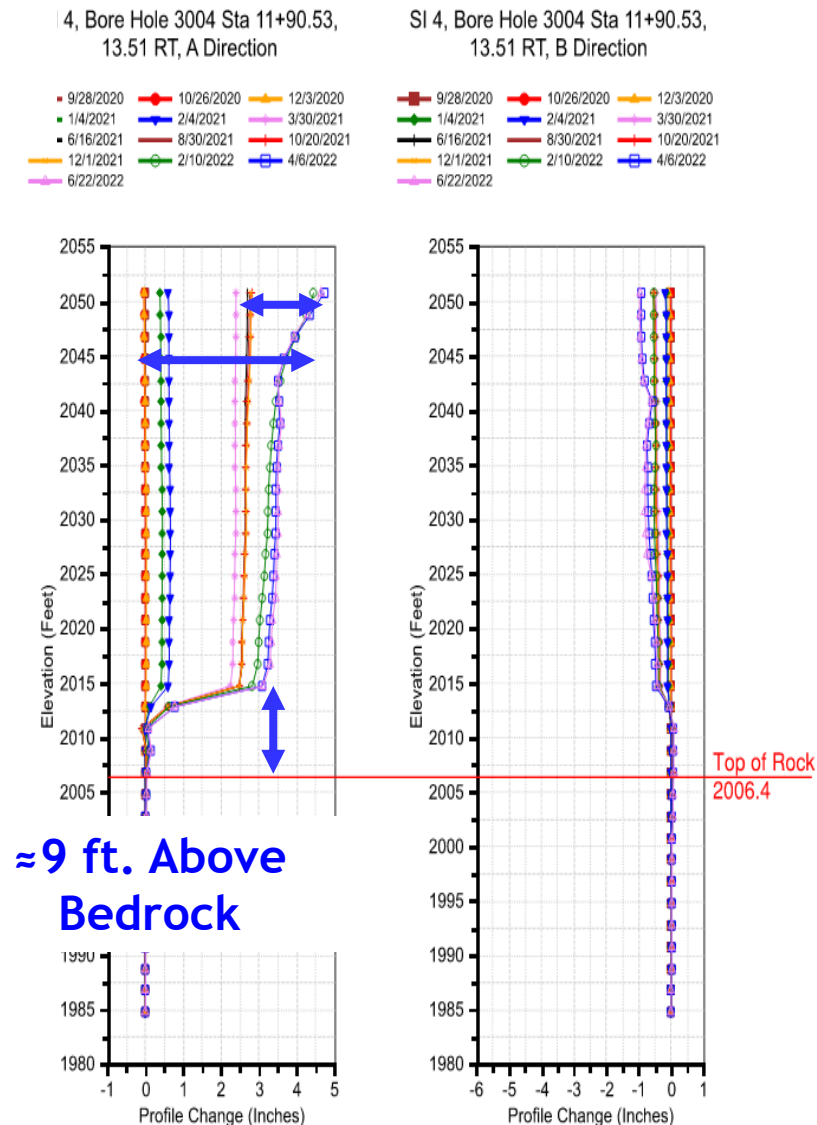 4, Bore Hole 3004 Sta 11+90.53,
13.51 RT, A Direction
9/28/2020 10/26/2020 12/3/2020
1/4/2021 2/4/2021 3/30/2021
6/16/2021 8/30/2021 10/20/2021
12/1/2021 2/10/2022 4/6/2022
6/22/2022
2055
2050
2045
2040
2035
2030
2025
2020
2015
2010
2005
1990
1985
1980
Elevation (Feet)
-1 0 1 2 3 4 5
Profile Change (Inches)
≈9 ft. Above
Bedrock
SI 4, Bore Hole 3004 Sta 11+90.53,
13.51 RT, B Direction
9/28/2020 10/26/2020 12/3/2020
1/4/2021 2/4/2021 3/30/2021
6/16/2021 8/30/2021 10/20/2021
12/1/2021 2/10/2022 4/6/2022
6/22/2022
2055
2050
2045
2040
2035
2030
2025
2020
2015
2010
2005
2000
1995
1990
1985
1980
Elevation (Feet)
-6 -5 -4 -3 -2 -1 0 1
Profile Change (Inches)
Top of Rock
2006.4